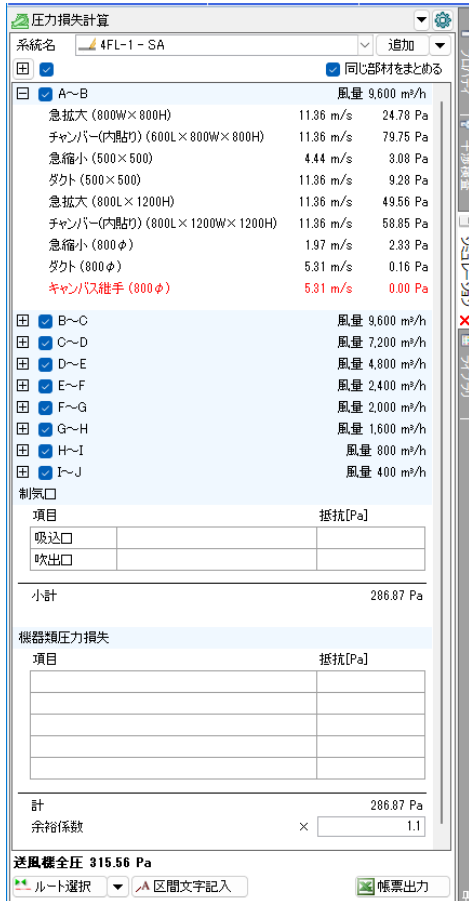 圧力損失計算
系統名 4FL-1 - SA 追加
同じ部材をまとめる
A～B 風量 9,600 m³/h
急拡大 (800W×800H) 11.36 m/s 24.78 Pa
チャンバー(内貼り) (600L×800W×800H) 11.36 m/s 79.75 Pa
急縮小 (500×500) 4.44 m/s 3.08 Pa
ダクト (500×500) 11.36 m/s 9.28 Pa
急拡大 (800L×1200H) 11.36 m/s 49.56 Pa
チャンバー(内貼り) (800L×1200W×1200H) 11.36 m/s 58.85 Pa
急縮小 (800φ) 1.97 m/s 2.33 Pa
ダクト (800φ) 5.31 m/s 0.16 Pa
キャンバス継手 (800φ) 5.31 m/s 0.00 Pa
B～C 風量 9,600 m³/h
C～D 風量 7,200 m³/h
D～E 風量 4,800 m³/h
E～F 風量 2,400 m³/h
F～G 風量 2,000 m³/h
G～H 風量 1,600 m³/h
H～I 風量 800 m³/h
I～J 風量 400 m³/h
制気口
項目 抵抗[Pa]
吸込口
吹出口
小計 286.87 Pa
機器類圧力損失
項目 抵抗[Pa]
計 286.87 Pa
余裕係数 × 1.1
送風機全圧 315.56 Pa
ルート選択 区間文字記入 帳票出力
プロパティ
干渉検査